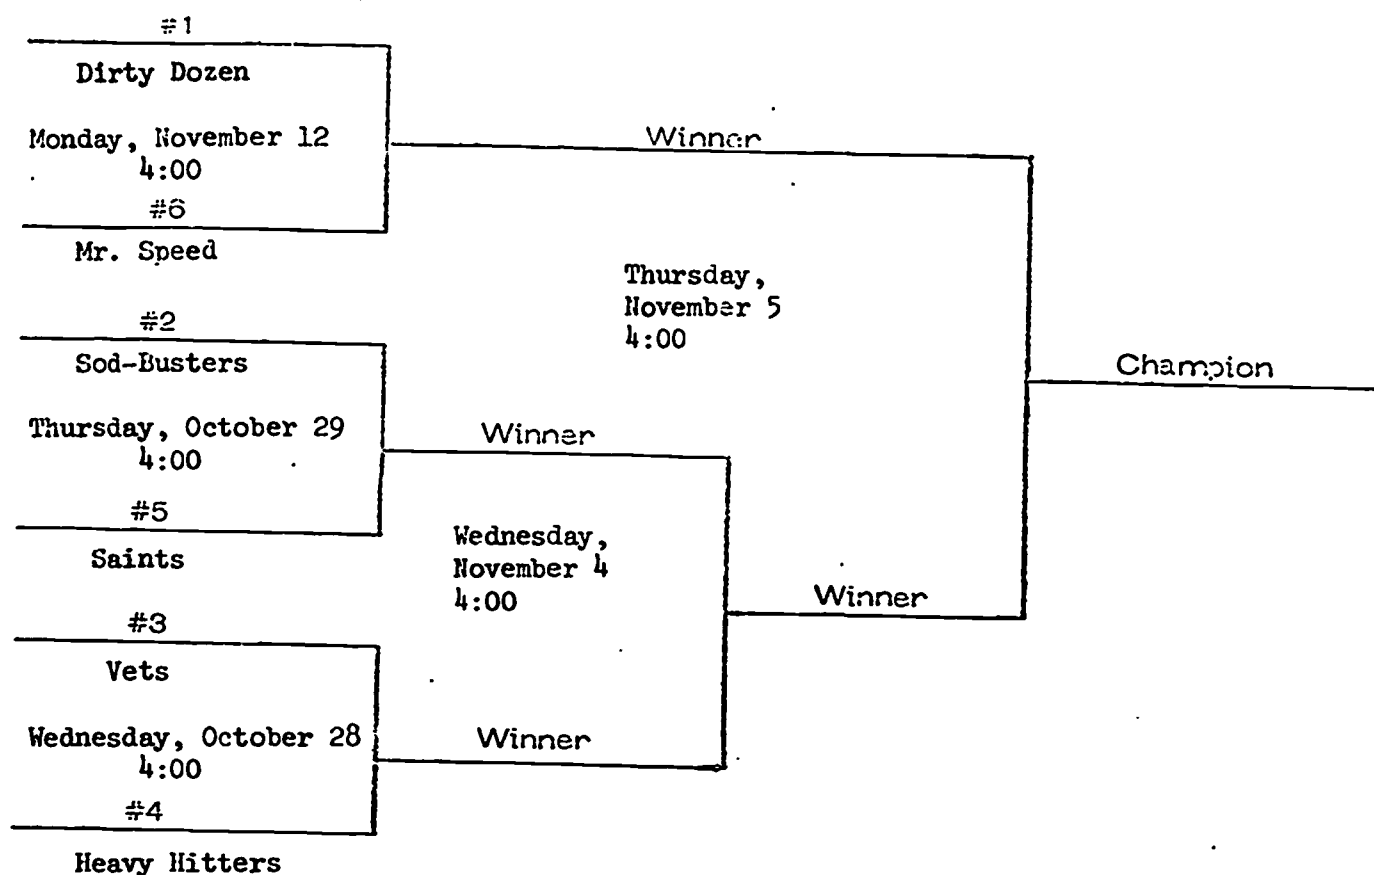 #1
Dirty Dozen
Monday, November 12
4:00
#6
Mr. Speed
Winner
#2
Sod-Busters
Thursday, October 29
4:00
#5
Saints
Winner
#3
Vets
Wednesday, October 28
4:00
#4
Heavy Hitters
Winner
Wednesday,
November 4
4:00
Winner
Thursday,
November 5
4:00
Champion